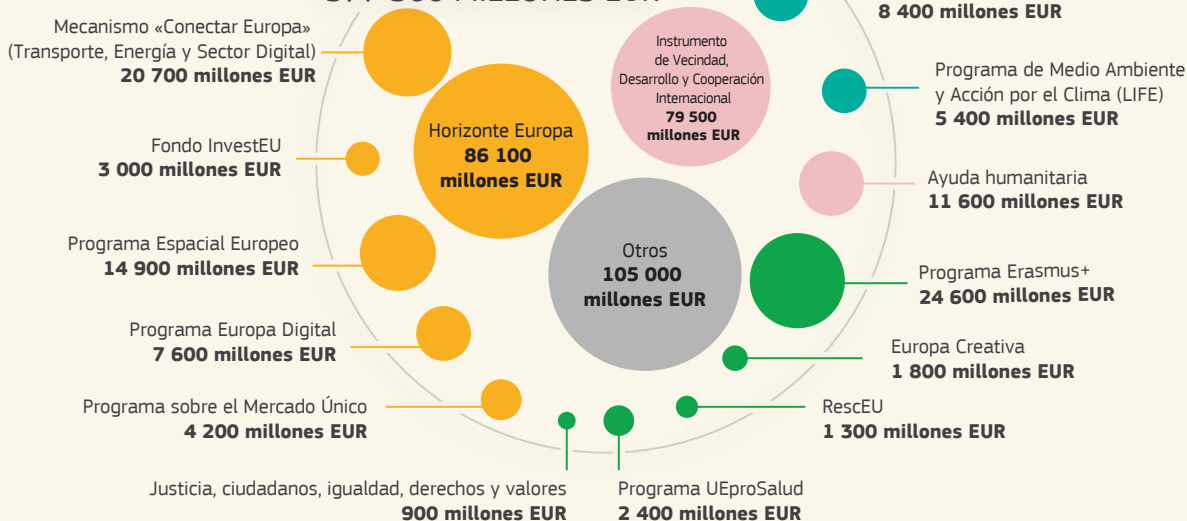 MILLONES EUR
8 400 millones EUR
Mecanismo «Conectar Europa»
(Transporte, Energía y Sector Digital)
20 700 millones EUR
Instrumento
de Vecindad,
Desarrollo y Cooperación
Internacional
79 500
millones EUR
Programa de Medio Ambiente
y Acción por el Clima (LIFE)
5 400 millones EUR
Horizonte Europa
86 100
millones EUR
Fondo InvestEU
3 000 millones EUR
Ayuda humanitaria
11 600 millones EUR
Programa Espacial Europeo
14 900 millones EUR
Otros
105 000
millones EUR
Programa Erasmus+
24 600 millones EUR
Programa Europa Digital
7 600 millones EUR
Europa Creativa
1 800 millones EUR
Programa sobre el Mercado Único
4 200 millones EUR
RescEU
1 300 millones EUR
Justicia, ciudadanos, igualdad, derechos y valores
900 millones EUR
Programa UEproSalud
2 400 millones EUR